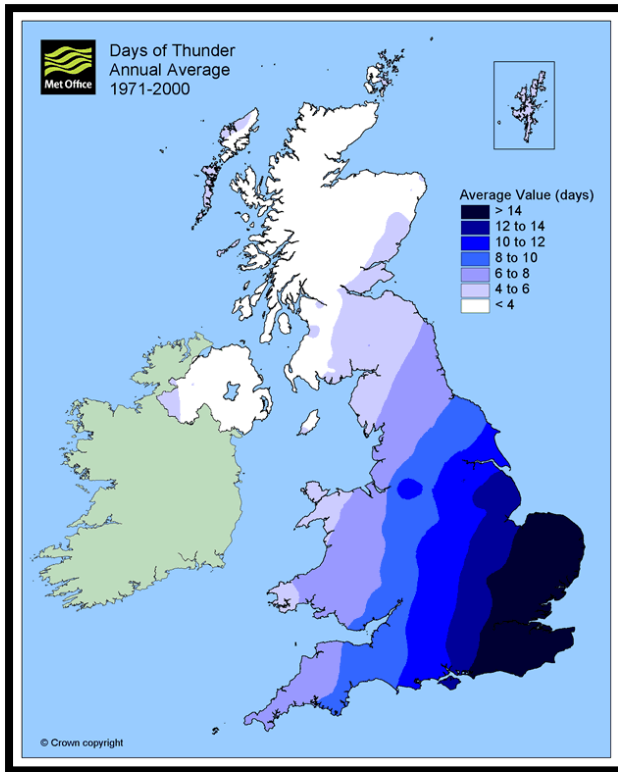 Met Office
Days of Thunder
Annual Average
1971-2000
Average Value (days)
> 14
12 to 14
10 to 12
8 to 10
6 to 8
4 to 6
< 4
© Crown copyright